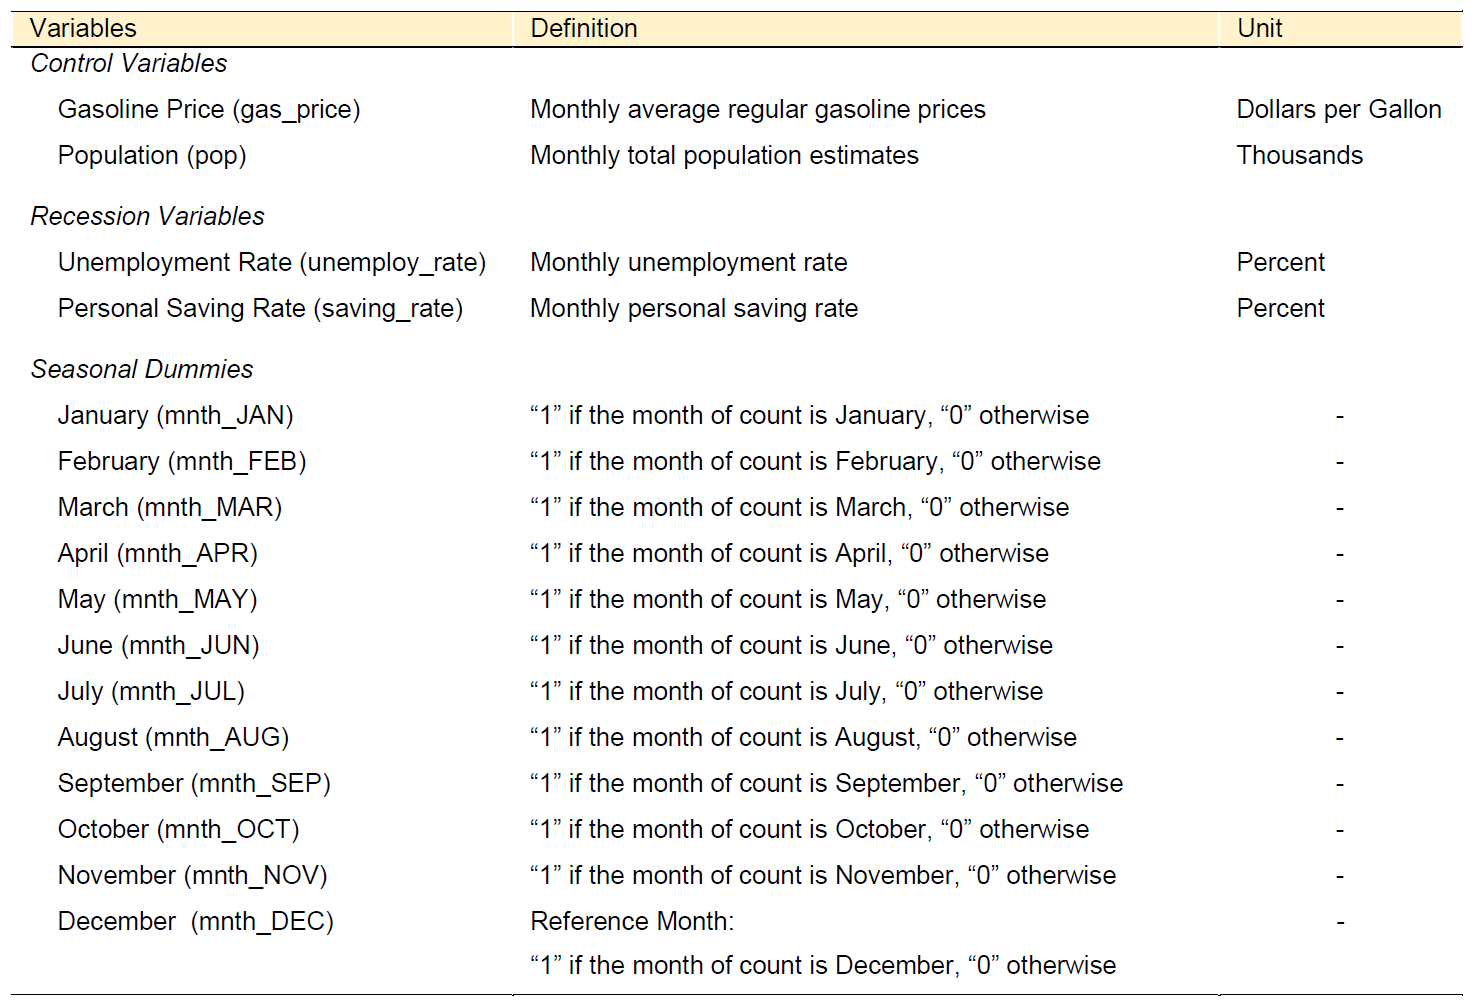 Variables Definition Unit
Control Variables
Gasoline Price (gas_price) Monthly average regular gasoline prices Dollars per Gallon
Population (pop) Monthly total population estimates Thousands
Recession Variables
Unemployment Rate (unemploy_rate) Monthly unemployment rate Percent
Personal Saving Rate (saving_rate) Monthly personal saving rate Percent
Seasonal Dummies
January (mnth_JAN) “1” if the month of count is January, “0” otherwise -
February (mnth_FEB) “1” if the month of count is February, “0” otherwise -
March (mnth_MAR) “1” if the month of count is March, “0” otherwise -
April (mnth_APR) “1” if the month of count is April, “0” otherwise -
May (mnth_MAY) “1” if the month of count is May, “0” otherwise -
June (mnth_JUN) “1” if the month of count is June, “0” otherwise -
July (mnth_JUL) “1” if the month of count is July, “0” otherwise -
August (mnth_AUG) “1” if the month of count is August, “0” otherwise -
September (mnth_SEP) “1” if the month of count is September, “0” otherwise -
October (mnth_OCT) “1” if the month of count is October, “0” otherwise -
November (mnth_NOV) “1” if the month of count is November, “0” otherwise -
December (mnth_DEC) Reference Month: -
“1” if the month of count is December, “0” otherwise